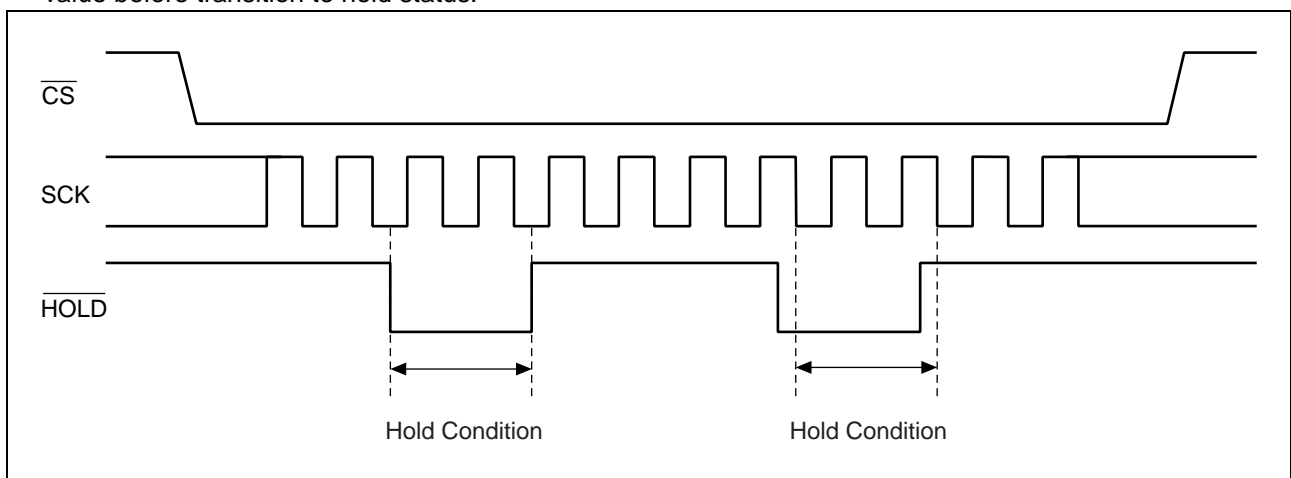 value before transition to hold status.
CS
SCK
HOLD
Hold Condition Hold Condition